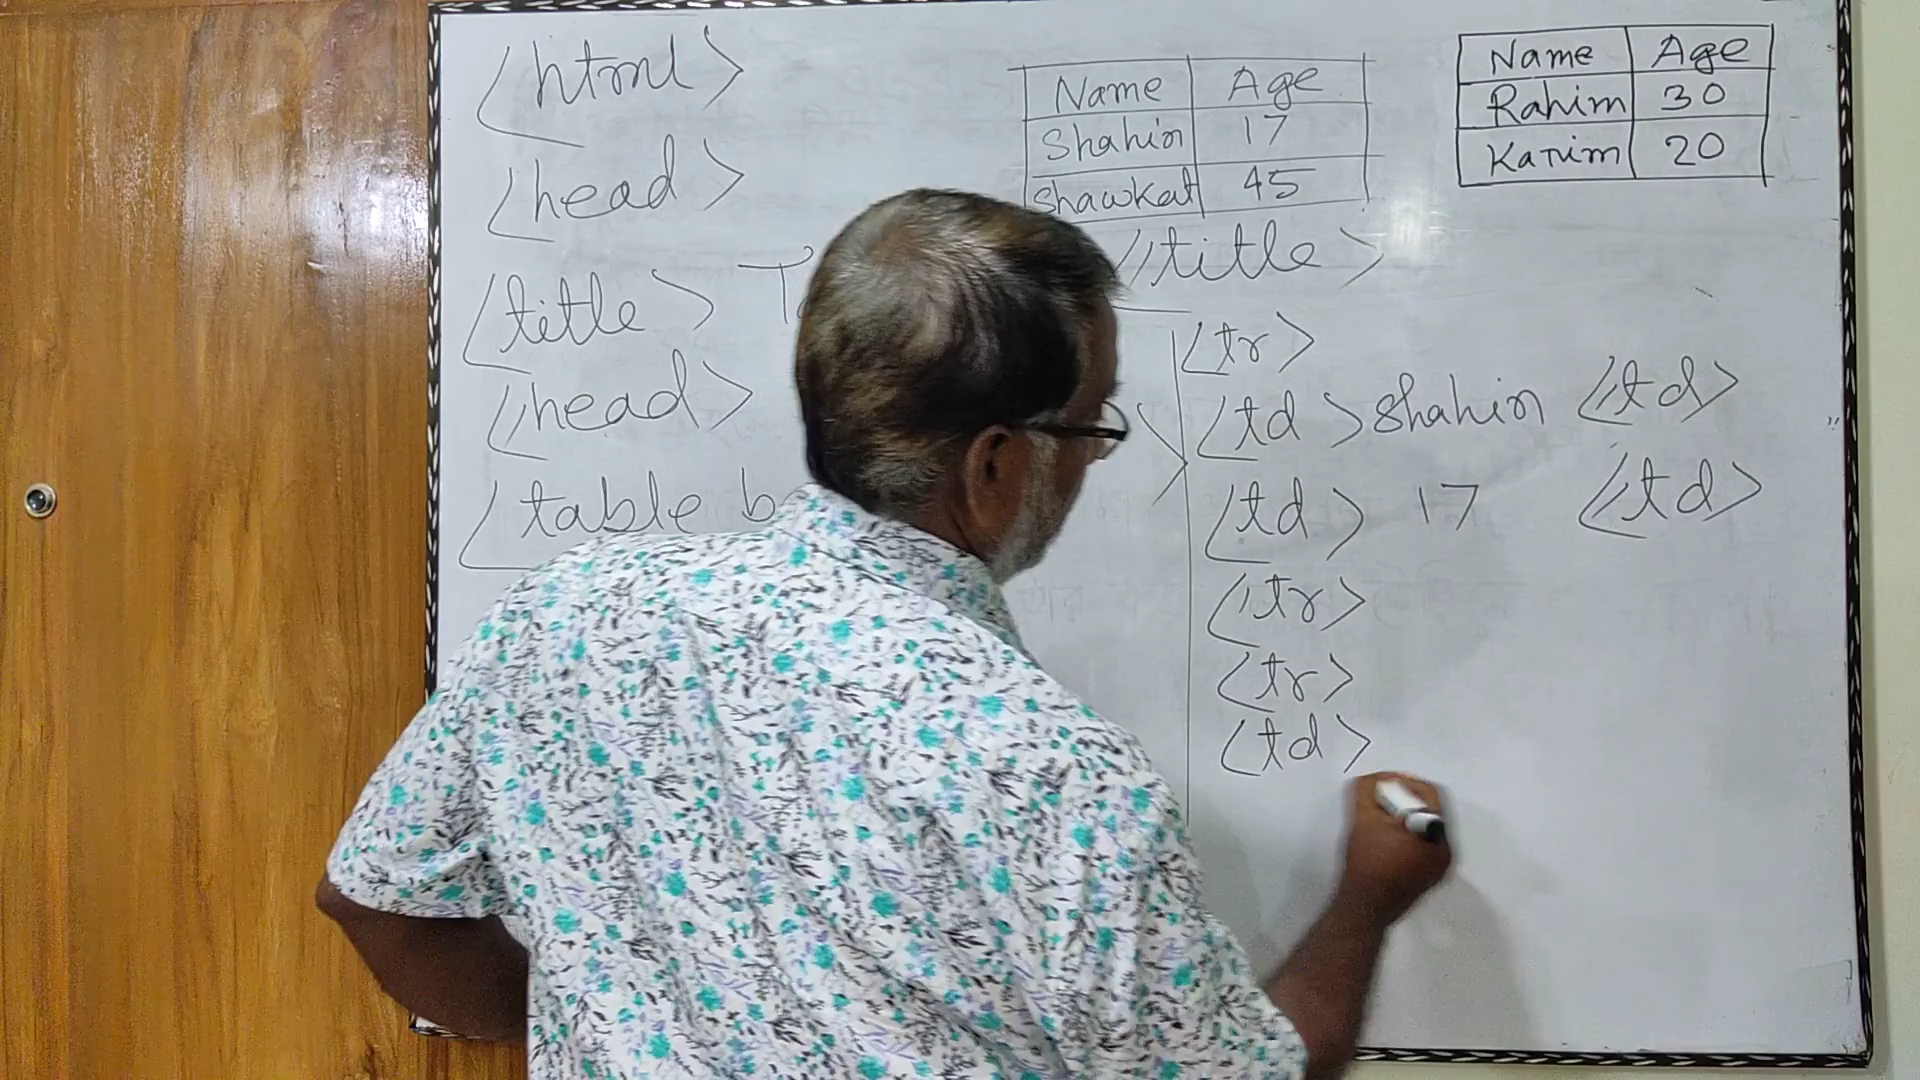 <html>
<head>
<title> </title>
</head>
<table
Name Age
Shahin 17
Shawkat 45
Name Age
Rahim 30
Karim 20
<tr>
<td> Shahin </td>
<td> 17 </td>
</tr>
<tr>
<td>